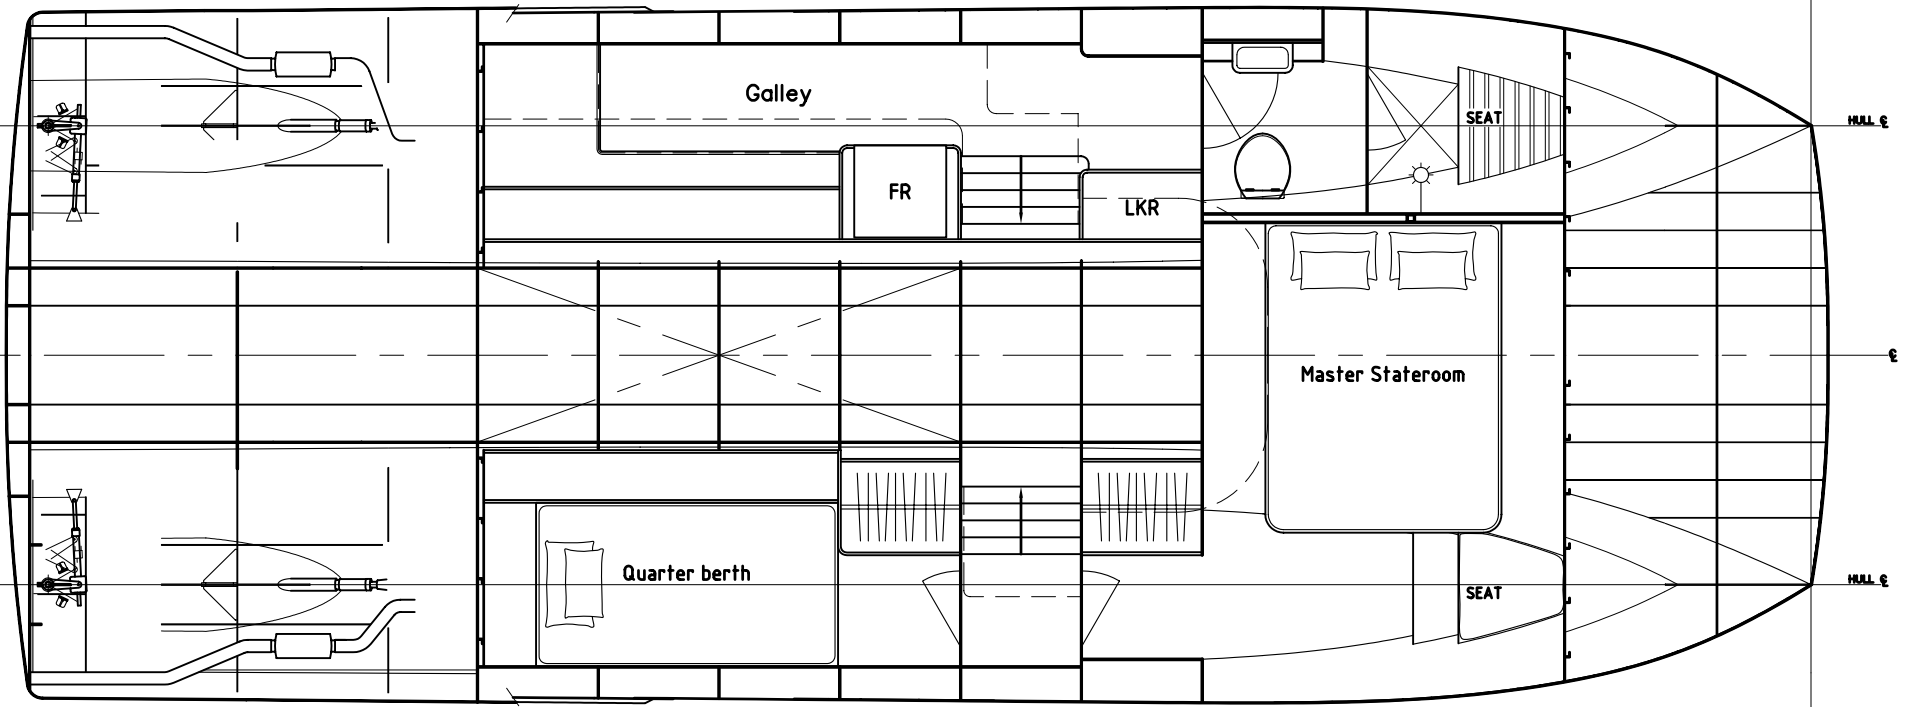 Galley
SEAT
HULL ℄
FR
LKR
℄
Master Stateroom
Quarter berth
HULL ℄
SEAT